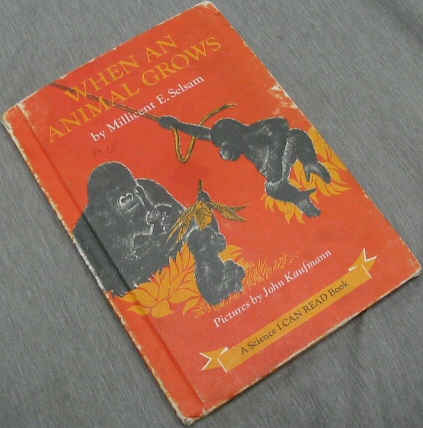 WHEN AN
ANIMAL GROWS
by Millicent E. Selsam
Pictures by John Kaufmann
A Science I CAN READ Book